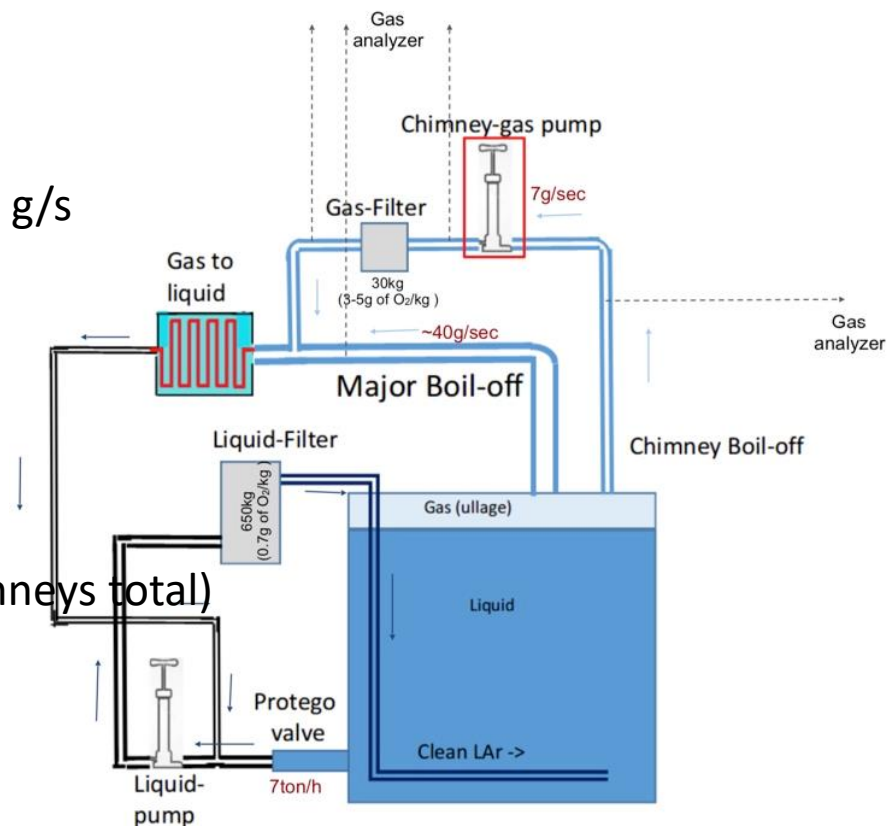 Gas
analyzer
Chimney-gas pump
g/s
7g/sec
Gas-Filter
Gas to
liquid
30kg
(3-5g of O₂/kg )
~40g/sec
Gas
analyzer
Major Boil-off
Liquid-Filter
Chimney Boil-off
650kg
(0.7g of O₂/kg)
Gas (ullage)
nneys total)
Liquid
Protego
valve
Clean LAr ->
7ton/h
Liquid-
pump